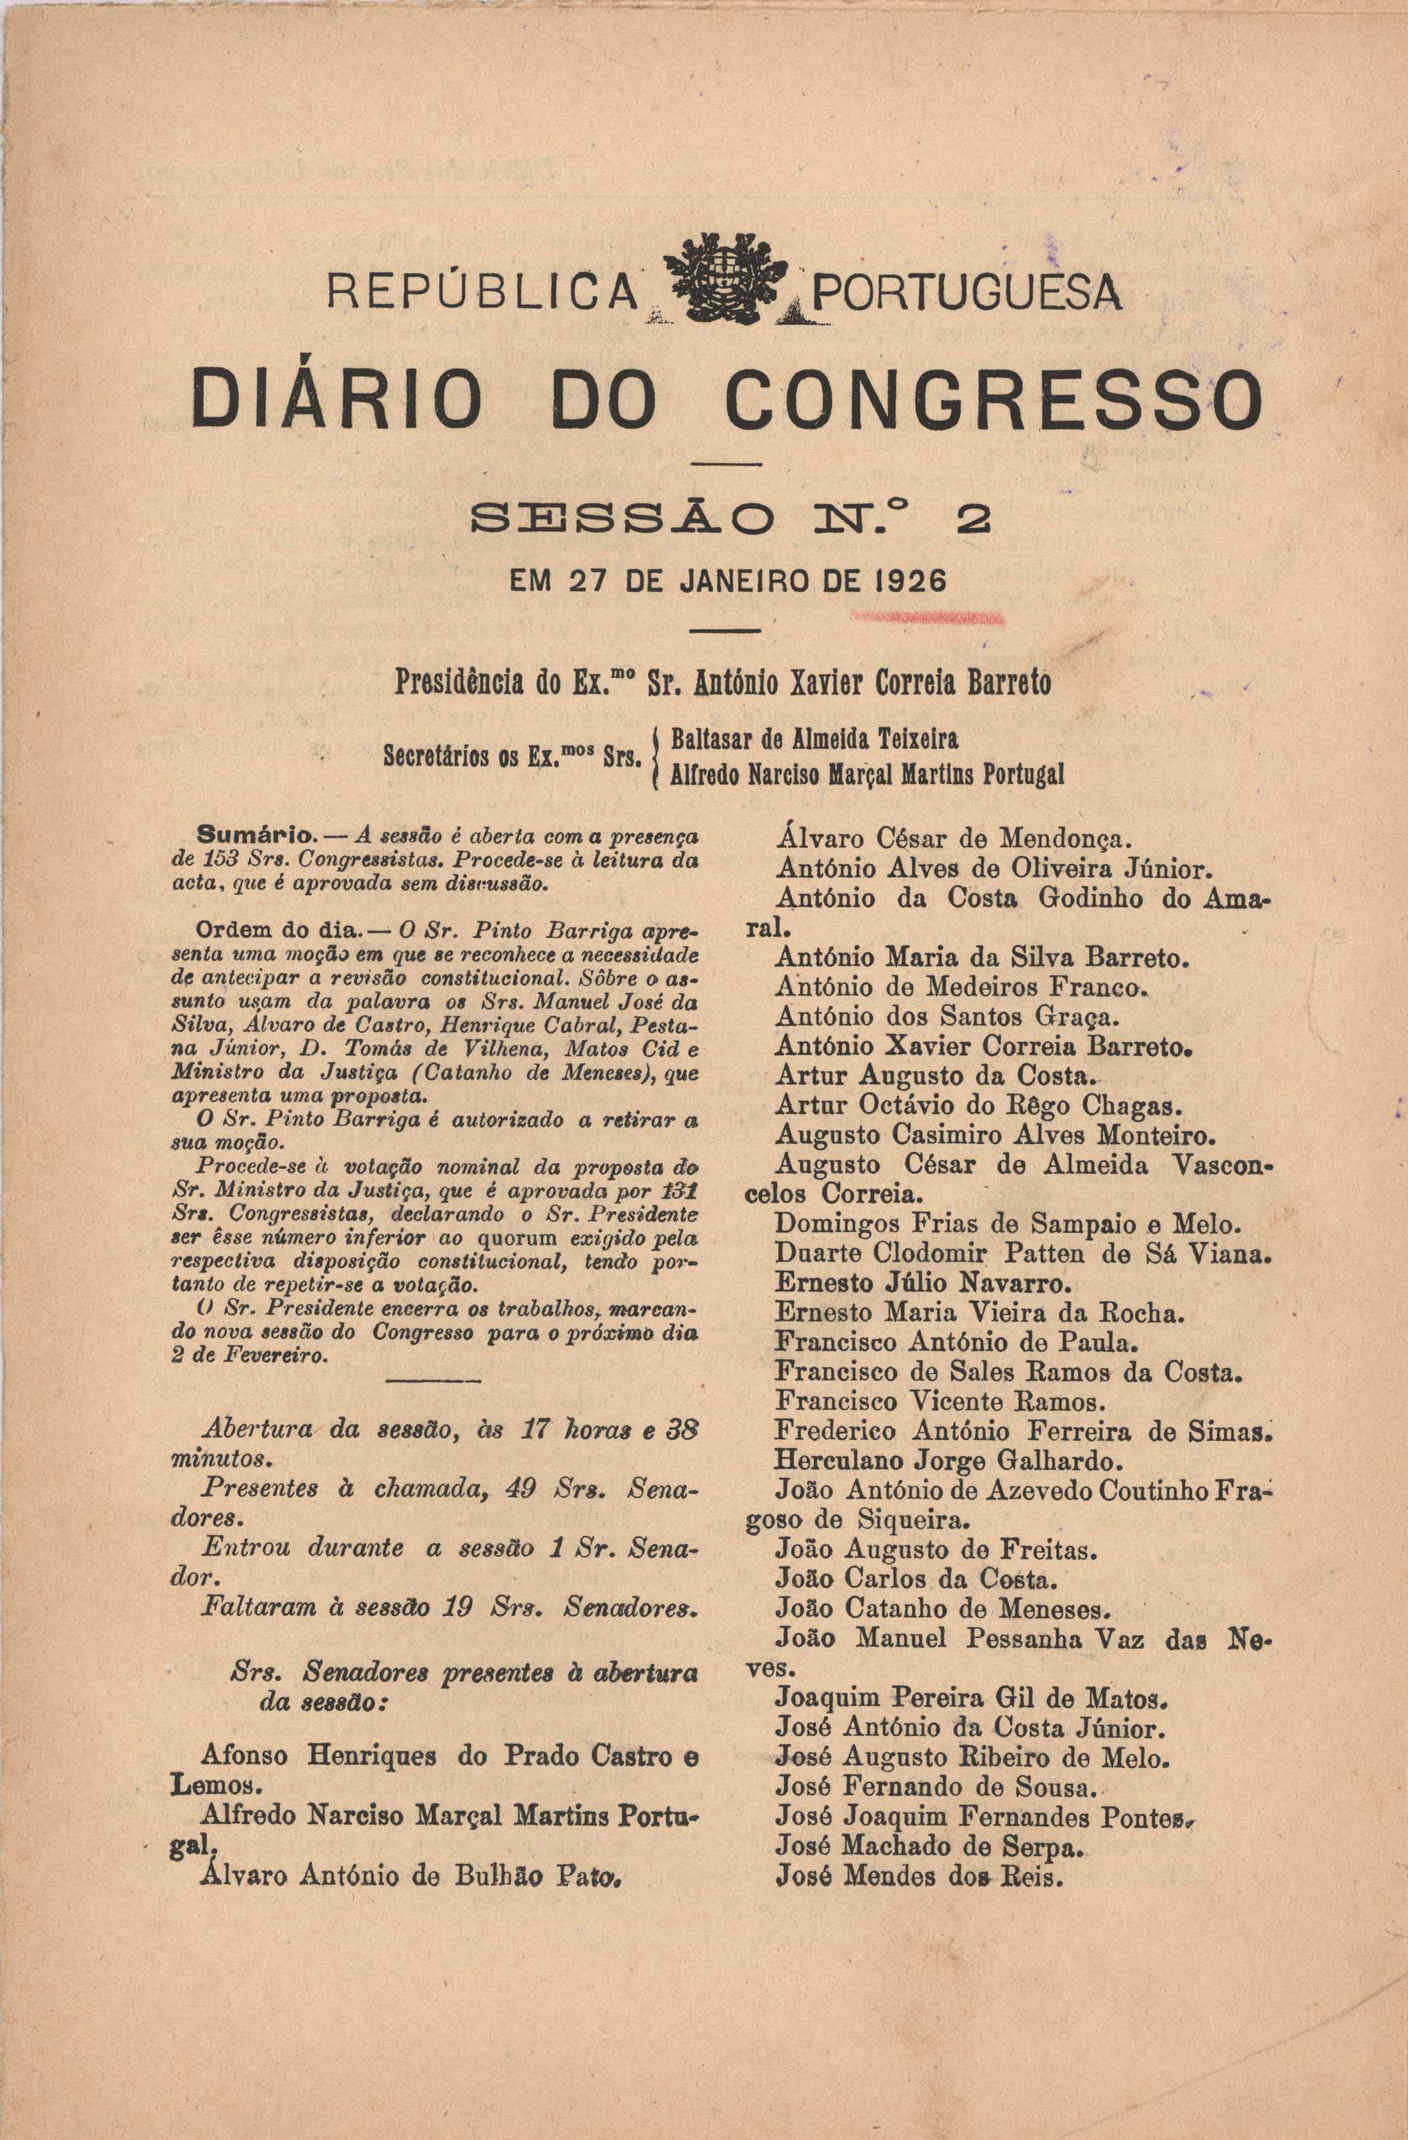 REPÚBLICA PORTUGUESA
DIÁRIO DO CONGRESSO
SESSÃO N.º 2
EM 27 DE JANEIRO DE 1926
Presidência do Ex.mo Sr. António Xavier Correia Barreto
Secretários os Ex.mos Srs.
Baltasar de Almeida Teixeira
Alfredo Narciso Marçal Martins Portugal
Sumário.— A sessão é aberta com a presença
de 153 Srs. Congressistas. Procede-se à leitura da
acta, que é aprovada sem discussão.
Ordem do dia.— O Sr. Pinto Barriga apre-
senta uma moção em que se reconhece a necessidade
de antecipar a revisão constitucional. Sôbre o as-
sunto usam da palavra os Srs. Manuel José da
Silva, Álvaro de Castro, Henrique Cabral, Pesta-
na Júnior, D. Tomás de Vilhena, Matos Cid e
Ministro da Justiça (Catanho de Meneses), que
apresenta uma proposta.
O Sr. Pinto Barriga é autorizado a retirar a
sua moção.
Procede-se à votação nominal da proposta do
Sr. Ministro da Justiça, que é aprovada por 131
Srs. Congressistas, declarando o Sr. Presidente
ser êsse número inferior ao quorum exigido pela
respectiva disposição constitucional, tendo por-
tanto de repetir-se a votação.
O Sr. Presidente encerra os trabalhos, marcan-
do nova sessão do Congresso para o próximo dia
2 de Fevereiro.
Abertura da sessão, às 17 horas e 38
minutos.
Presentes à chamada, 49 Srs. Sena-
dores.
Entrou durante a sessão 1 Sr. Sena-
dor.
Faltaram à sessão 19 Srs. Senadores.
Srs. Senadores presentes à abertura
da sessão:
Afonso Henriques do Prado Castro e
Lemos.
Alfredo Narciso Marçal Martins Portu-
gal.
Álvaro António de Bulhão Pato.
Álvaro César de Mendonça.
António Alves de Oliveira Júnior.
António da Costa Godinho do Ama-
ral.
António Maria da Silva Barreto.
António de Medeiros Franco.
António dos Santos Graça.
António Xavier Correia Barreto.
Artur Augusto da Costa.
Artur Octávio do Rêgo Chagas.
Augusto Casimiro Alves Monteiro.
Augusto César de Almeida Vascon-
celos Correia.
Domingos Frias de Sampaio e Melo.
Duarte Clodomir Patten de Sá Viana.
Ernesto Júlio Navarro.
Ernesto Maria Vieira da Rocha.
Francisco António de Paula.
Francisco de Sales Ramos da Costa.
Francisco Vicente Ramos.
Frederico António Ferreira de Simas.
Herculano Jorge Galhardo.
João António de Azevedo Coutinho Fra-
goso de Siqueira.
João Augusto de Freitas.
João Carlos da Costa.
João Catanho de Meneses.
João Manuel Pessanha Vaz das Ne-
ves.
Joaquim Pereira Gil de Matos.
José António da Costa Júnior.
José Augusto Ribeiro de Melo.
José Fernando de Sousa.
José Joaquim Fernandes Pontes.
José Machado de Serpa.
José Mendes dos Reis.